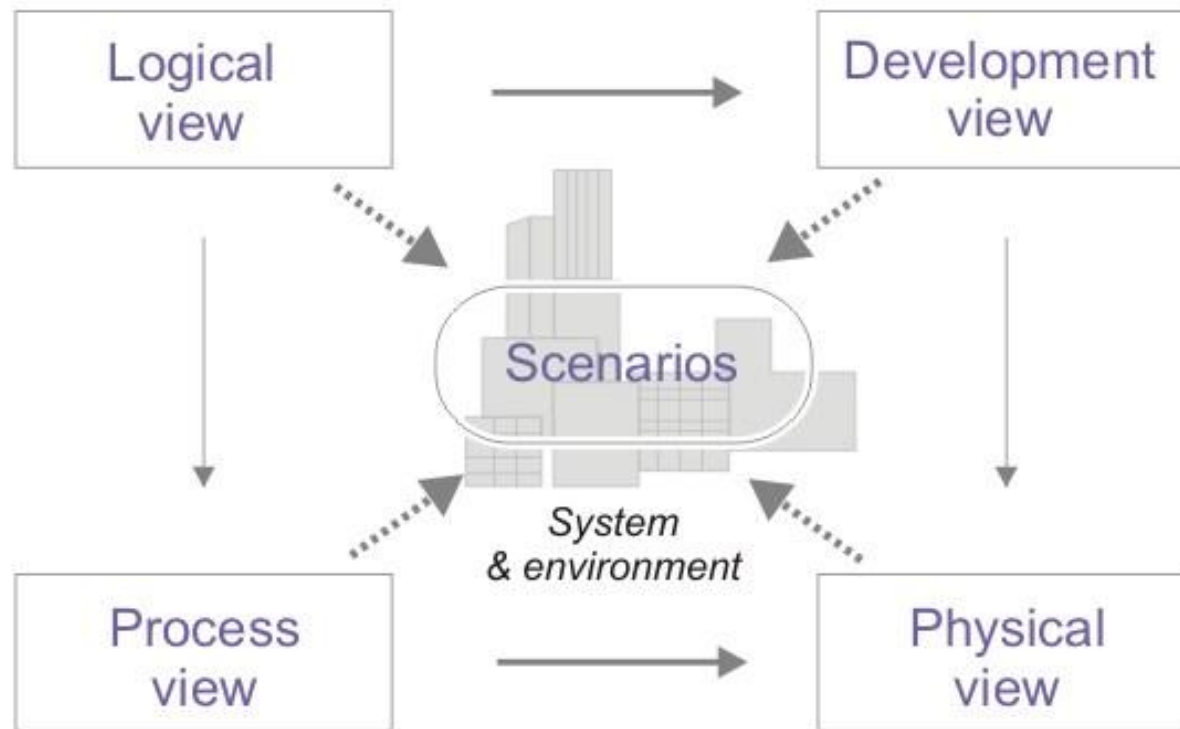 Logical
view
Development
view
Scenarios
System
& environment
Process
view
Physical
view